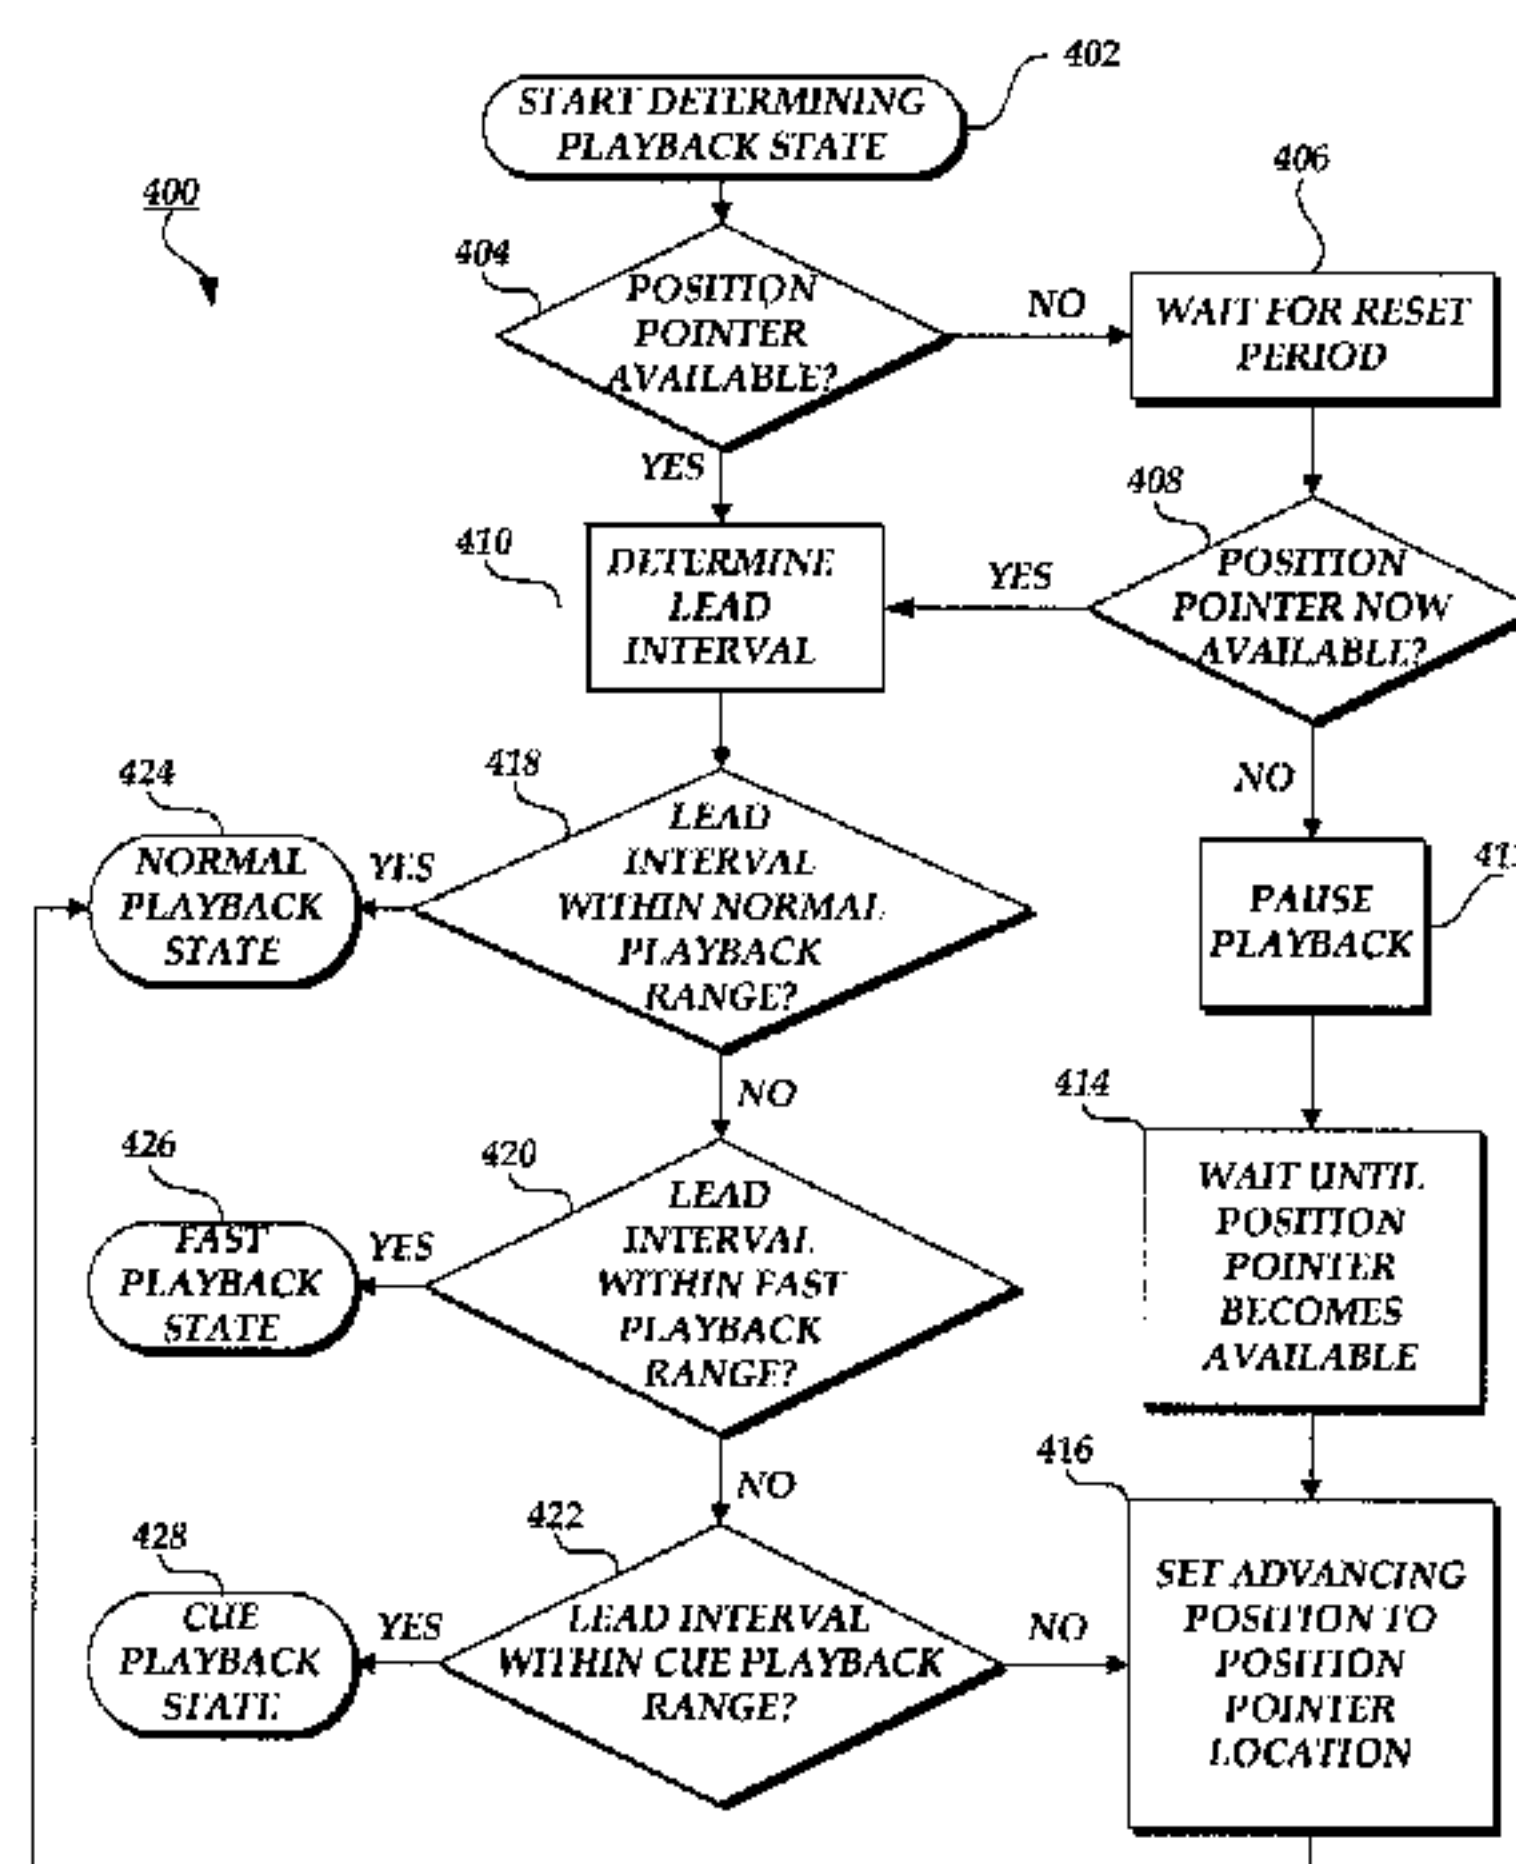 402
START DETERMINING
PLAYBACK STATE
400
406
404
POSITION
POINTER
AVAILABLE?
NO
WAIT FOR RESET
PERIOD
YES
408
410
DETERMINE
LEAD
INTERVAL
YES
POSITION
POINTER NOW
AVAILABLE?
NO
424
418
NORMAL
PLAYBACK
STATE
YES
LEAD
INTERVAL
WITHIN NORMAL
PLAYBACK
RANGE?
PAUSE
PLAYBACK
NO
414
426
420
FAST
PLAYBACK
STATE
YES
LEAD
INTERVAL
WITHIN FAST
PLAYBACK
RANGE?
WAIT UNTIL
POSITION
POINTER
BECOMES
AVAILABLE
NO
416
428
422
CUE
PLAYBACK
STATE
YES
LEAD INTERVAL
WITHIN CUE PLAYBACK
RANGE?
NO
SET ADVANCING
POSITION TO
POSITION
POINTER
LOCATION